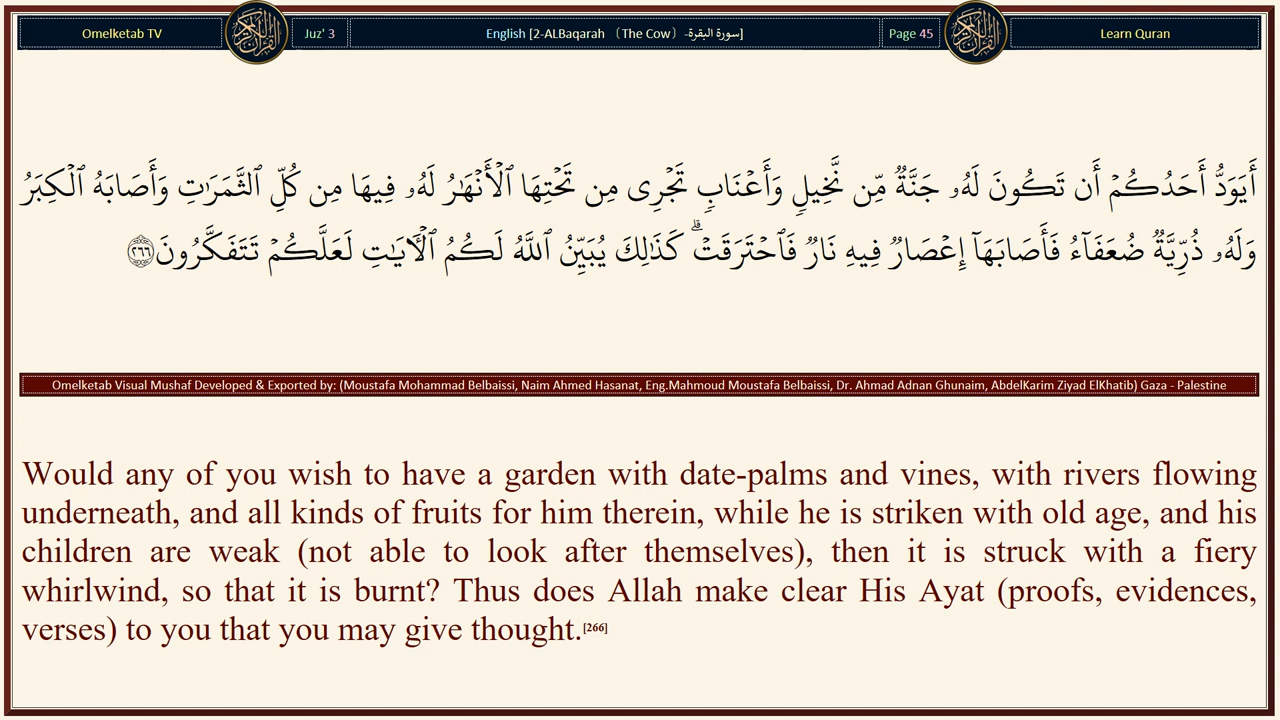 Omelketab TV
Juz' 3
English [2-ALBaqarah （The Cow） -سورة البقرة]
Page 45
Learn Quran
أَيَوَدُّ أَحَدُكُمۡ أَن تَكُونَ لَهُۥ جَنَّةٌ مِّن نَّخِيلٍ وَأَعۡنَابٍ تَجۡرِى مِن تَحۡتِهَا ٱلۡأَنۡهَٰرُ لَهُۥ فِيهَا مِن كُلِّ ٱلثَّمَرَٰتِ وَأَصَابَهُ ٱلۡكِبَرُ
وَلَهُۥ ذُرِّيَّةٌ ضُعَفَآءُ فَأَصَابَهَآ إِعۡصَارٌ فِيهِ نَارٌ فَٱحۡتَرَقَتۡۗ كَذَٰلِكَ يُبَيِّنُ ٱللَّهُ لَكُمُ ٱلۡأٓيَٰتِ لَعَلَّكُمۡ تَتَفَكَّرُونَ ٢٦٦
Omelketab Visual Mushaf Developed & Exported by: (Moustafa Mohammad Belbaissi, Naim Ahmed Hasanat, Eng.Mahmoud Moustafa Belbaissi, Dr. Ahmad Adnan Ghunaim, AbdelKarim Ziyad ElKhatib) Gaza - Palestine
Would any of you wish to have a garden with date-palms and vines, with rivers flowing
underneath, and all kinds of fruits for him therein, while he is striken with old age, and his
children are weak (not able to look after themselves), then it is struck with a fiery
whirlwind, so that it is burnt? Thus does Allah make clear His Ayat (proofs, evidences,
verses) to you that you may give thought.[266]